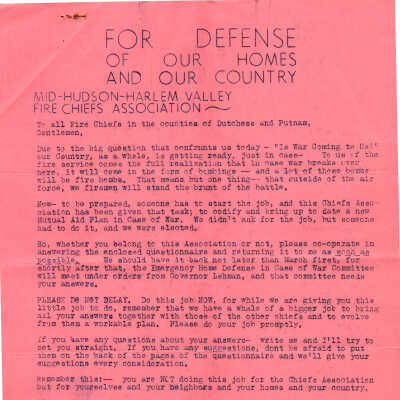 FOR DEFENSE
OF OUR HOMES
AND OUR COUNTRY
MID-HUDSON-HARLEM VALLEY
FIRE CHIEFS ASSOCIATION
To all Fire Chiefs in the counties of Dutchess and Putnam,
Gentlemen,
Due to the big question that confronts us today - "Is War Coming to Us?"
our Country, as a whole, is getting ready, just in case- To us of the
fire service comes the full realization that in case war breaks over
here, it will come in the form of bombings -- and a lot of these bombs
will be fire bombs. That means but one thing-- that outside of the air
force, we firemen will stand the brunt of the battle.
Now- to be prepared, someone has to start the job, and this Chiefs Asso-
ciation has been given that task; to codify and bring up to date a new
Mutual Aid Plan in Case of War. We didn't ask for the job, but someone
had to do it, and we were elected.
So, whether you belong to this Association or not, please co-operate in
answering the enclosed questionnaire and returning it to me as soon as
possible. We should have it back not later than March first, for
shortly after that, the Emergency Home Defense in Case of War Committee
will meet under orders from Governor Lehman, and that committee needs
your answers.
PLEASE DO NOT DELAY. Do this job NOW, for while we are giving you this
little job to do, remember that we have a whole of a bigger job to bring
all your answers together with those of the other chiefs and to evolve
from them a workable plan. Please do your job promptly.
If you have any questions about your answers-- write me and I'll try to
set you straight. If you have any suggestions, dont be afraid to put
them on the back of the pages of the questionnaire and we'll give your
suggestions every consideration.
Remember this:-- you are NOT doing this job for the Chiefs Association
but for yourselves and your neighbors and your homes and your country.